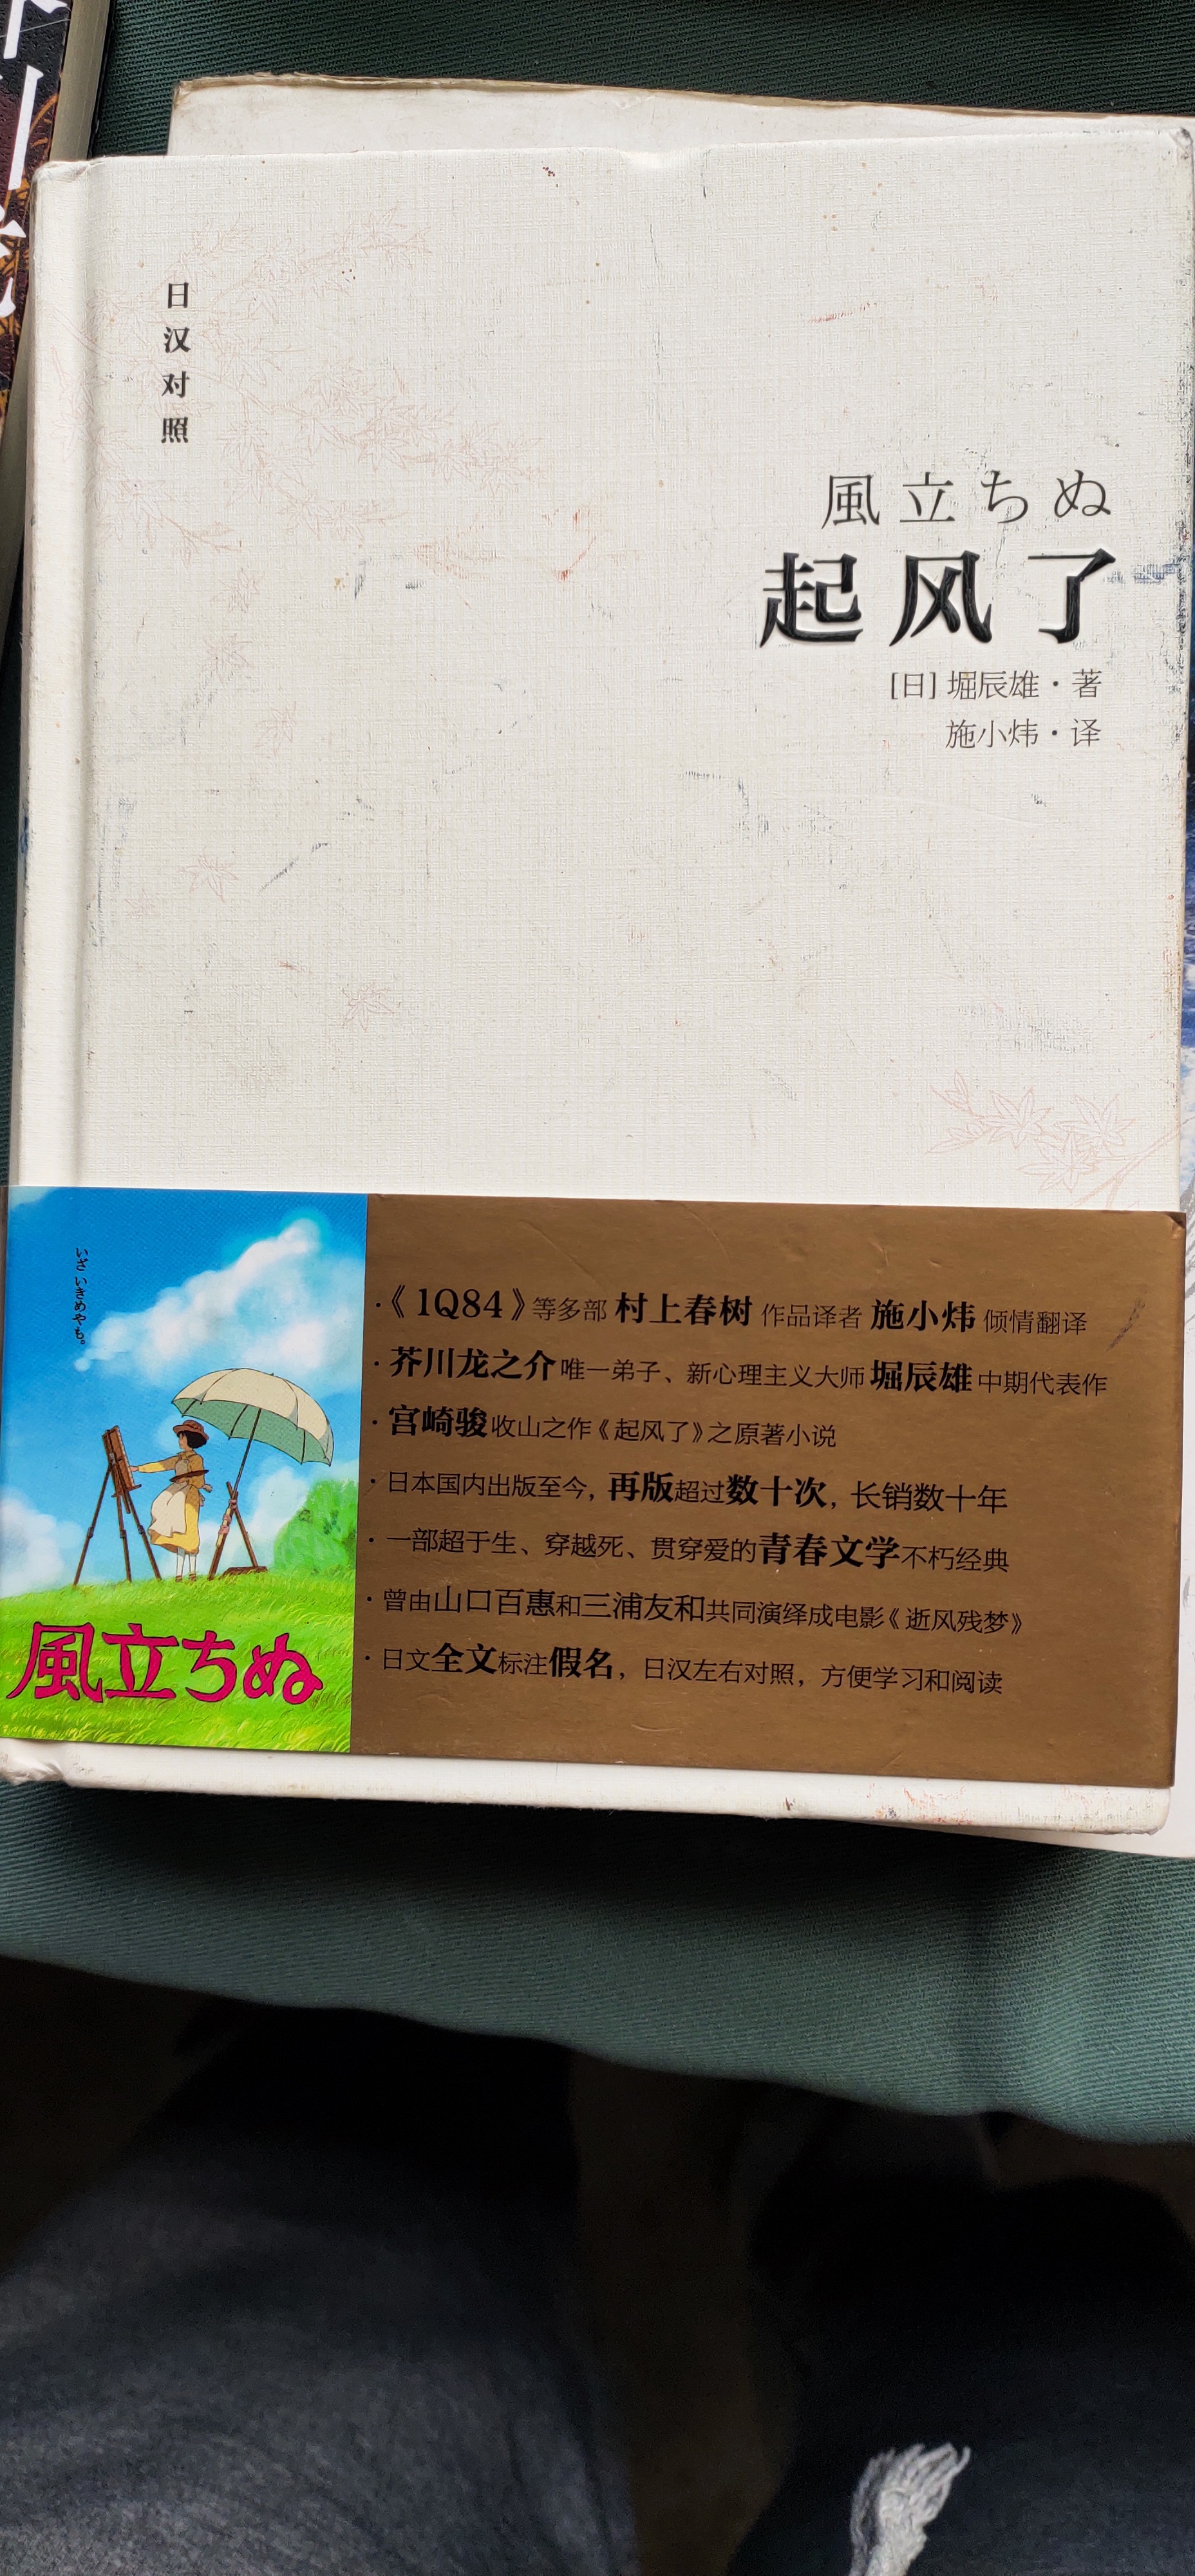 日汉对照
風立ちぬ
起风了
[日] 堀辰雄·著
施小炜·译
いざ いきめやも。
風立ちぬ
·《1Q84》等多部 村上春树 作品译者 施小炜 倾情翻译
·芥川龙之介唯一弟子、新心理主义大师堀辰雄中期代表作
·宫崎骏收山之作《起风了》之原著小说
·日本国内出版至今，再版超过数十次，长销数十年
·一部超于生、穿越死、贯穿爱的青春文学不朽经典
·曾由山口百惠和三浦友和共同演绎成电影《逝风残梦》
·日文全文标注假名，日汉左右对照，方便学习和阅读